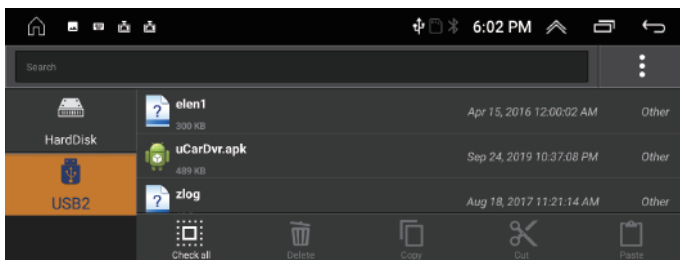 6:02 PM
Search
HardDisk
USB2
elen1
300 KB
Apr 15, 2016 12:00:02 AM Other
uCarDvr.apk
489 KB
Sep 24, 2019 10:37:08 PM Other
zlog
Aug 18, 2017 11:21:14 AM Other
Check all Delete Copy Cut Paste